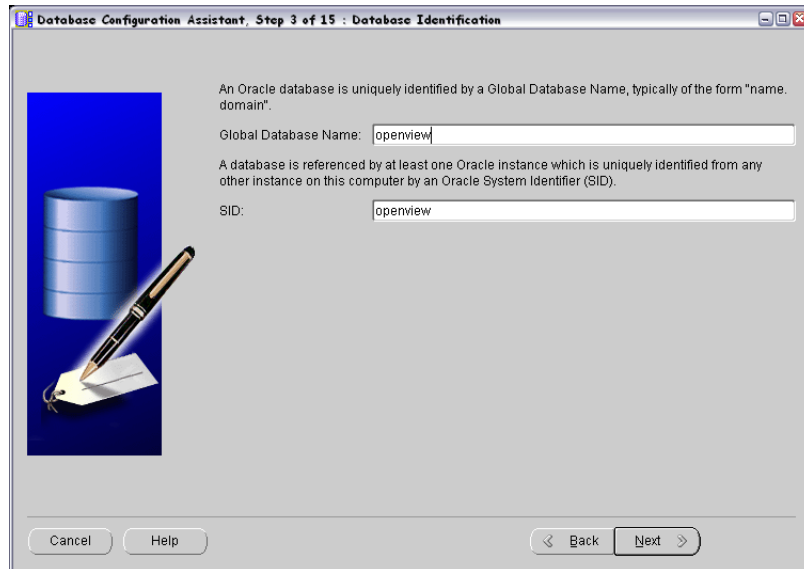 Database Configuration Assistant, Step 3 of 15 : Database Identification
An Oracle database is uniquely identified by a Global Database Name, typically of the form "name.
domain".
Global Database Name: openview
A database is referenced by at least one Oracle instance which is uniquely identified from any
other instance on this computer by an Oracle System Identifier (SID).
SID: openview
Cancel Help Back Next